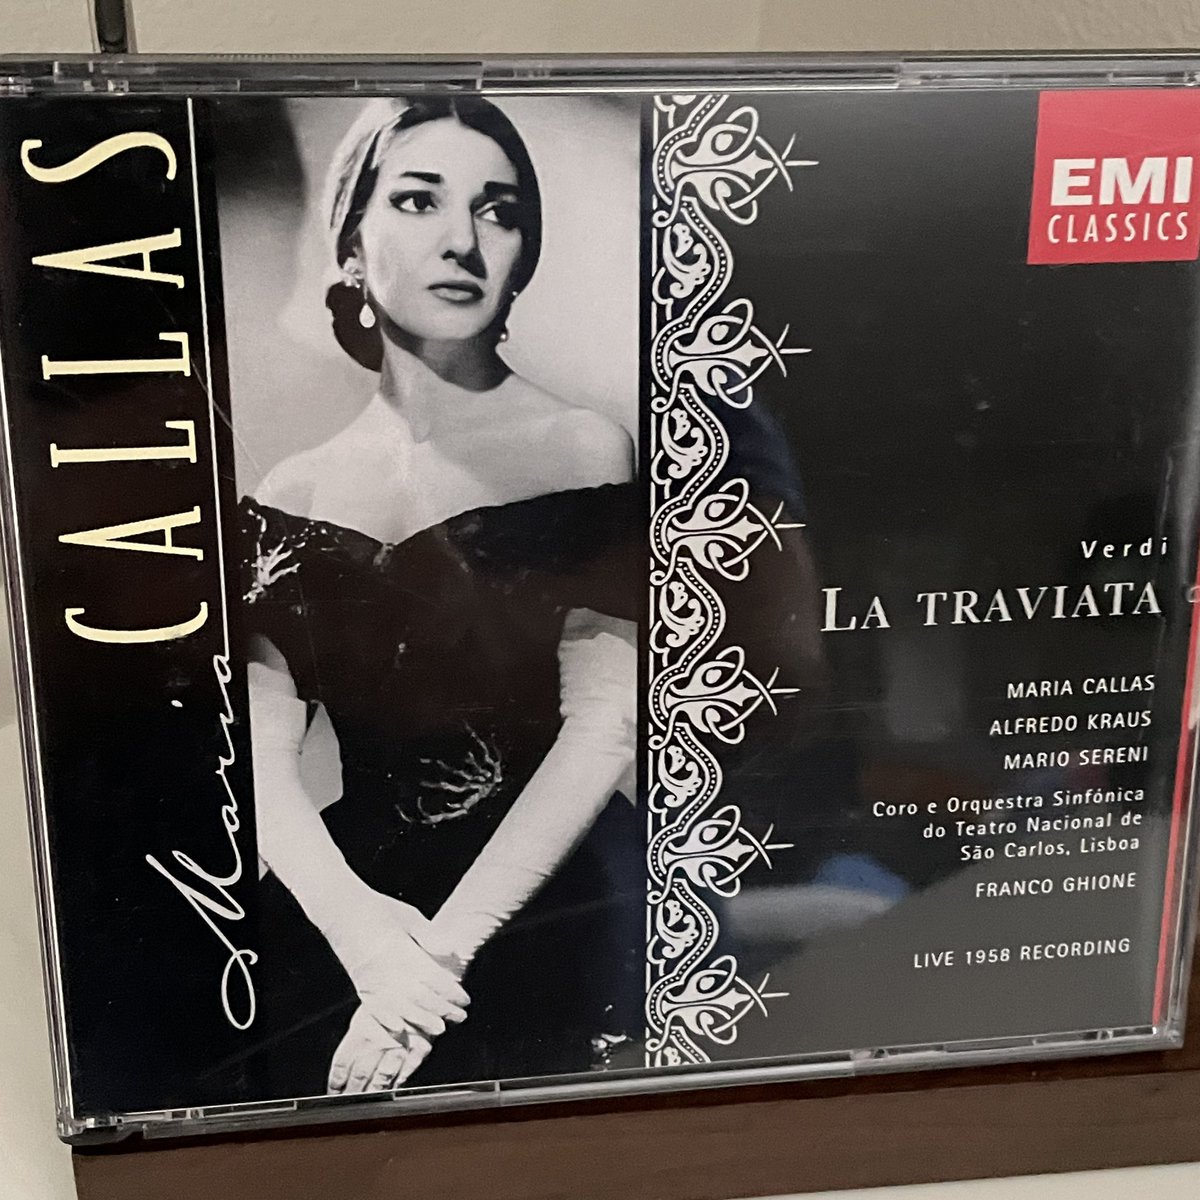 Maria CALLAS
EMI
CLASSICS
Verdi
LA TRAVIATA
MARIA CALLAS
ALFREDO KRAUS
MARIO SERENI
Coro e Orquestra Sinfónica
do Teatro Nacional de
São Carlos, Lisboa
FRANCO GHIONE
LIVE 1958 RECORDING